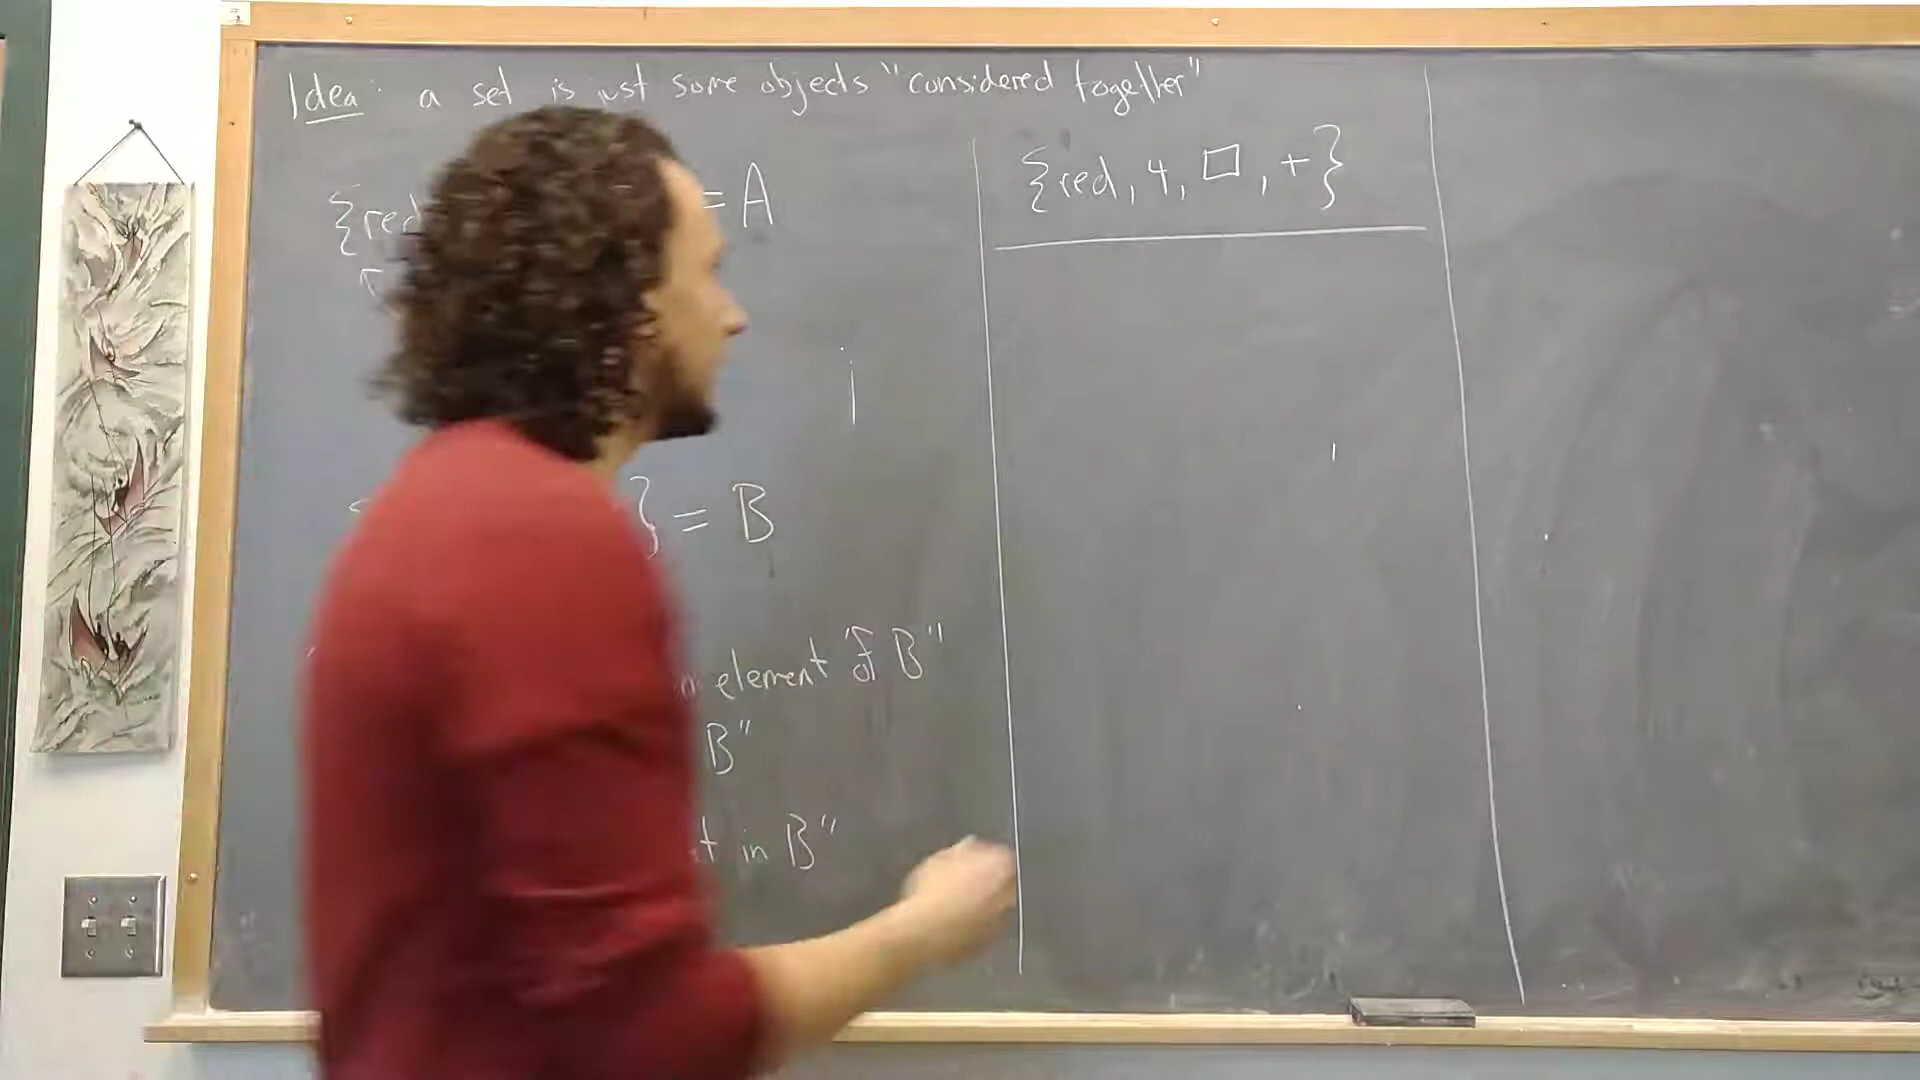 Idea: a set is just some objects "considered together"
{red = A
} = B
element of B"
B"
in B"
{red, 4, □, +}